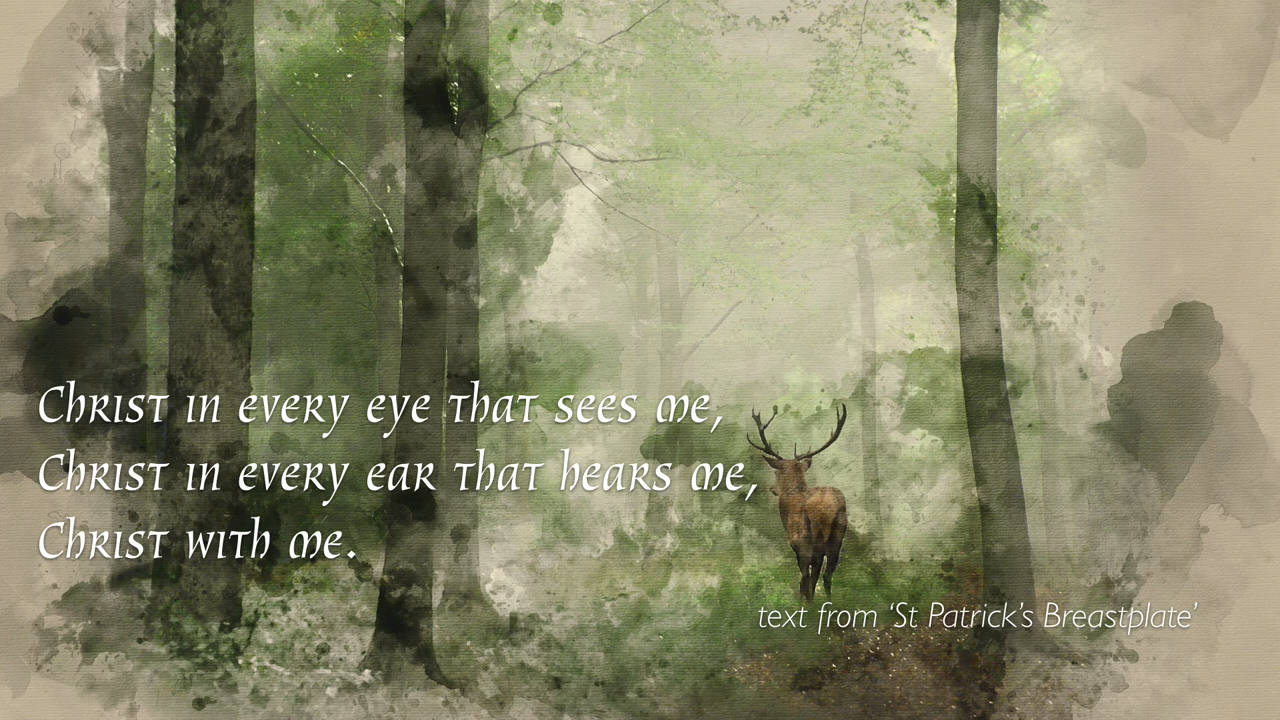 Christ in every eye that sees me,
Christ in every ear that hears me,
Christ with me.
text from ‘St Patrick’s Breastplate’